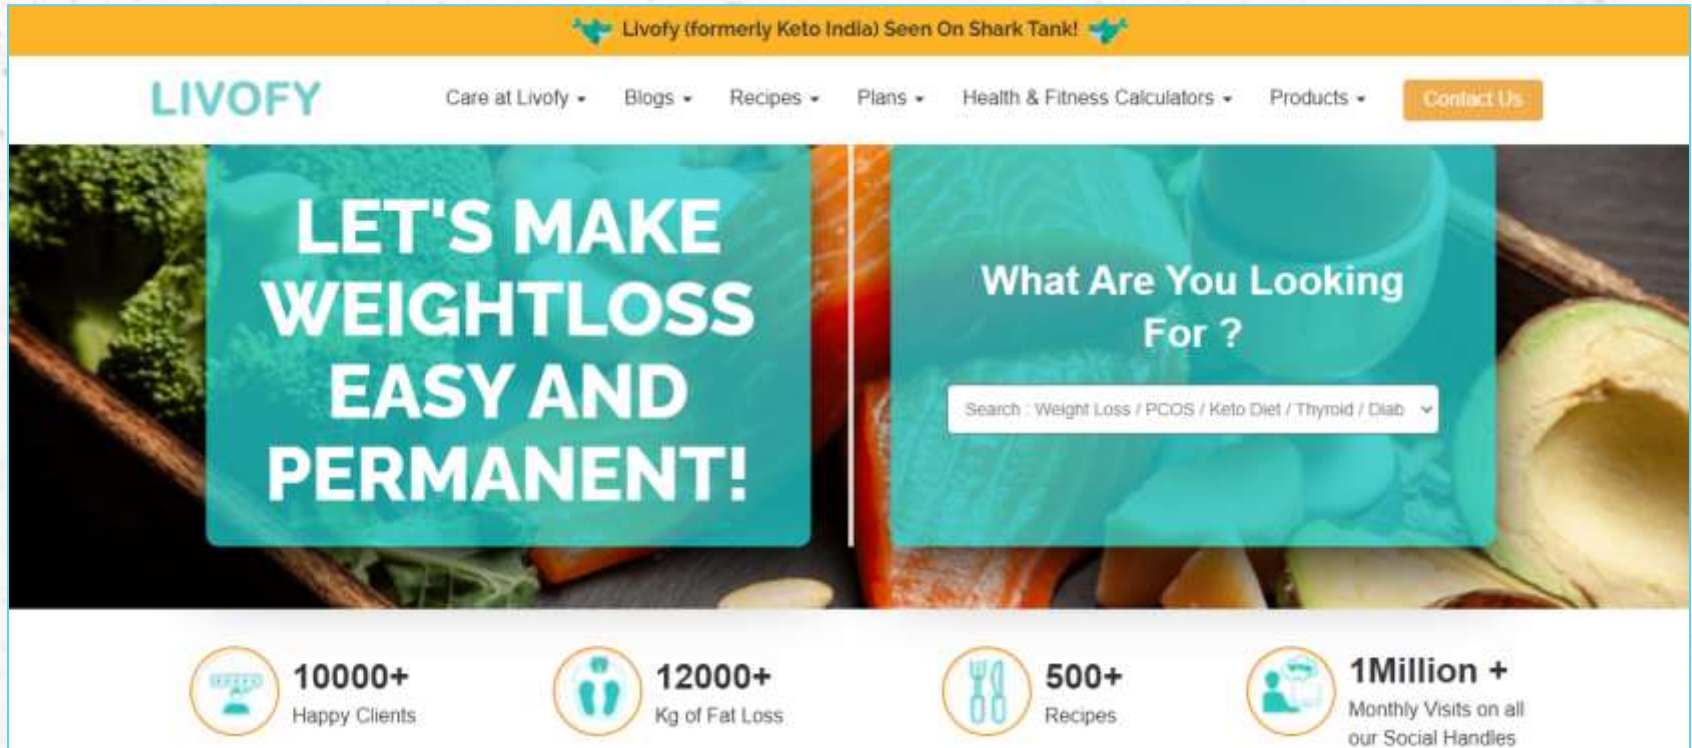 Livofy (formerly Keto India) Seen On Shark Tank!
LIVOFY
Care at Livofy
Blogs
Recipes
Plans
Health & Fitness Calculators
Products
Contact Us
LET'S MAKE
WEIGHTLOSS
EASY AND
PERMANENT!
What Are You Looking
For ?
Search : Weight Loss / PCOS / Keto Diet / Thyroid / Diab
10000+
Happy Clients
12000+
Kg of Fat Loss
500+
Recipes
1Million +
Monthly Visits on all
our Social Handles